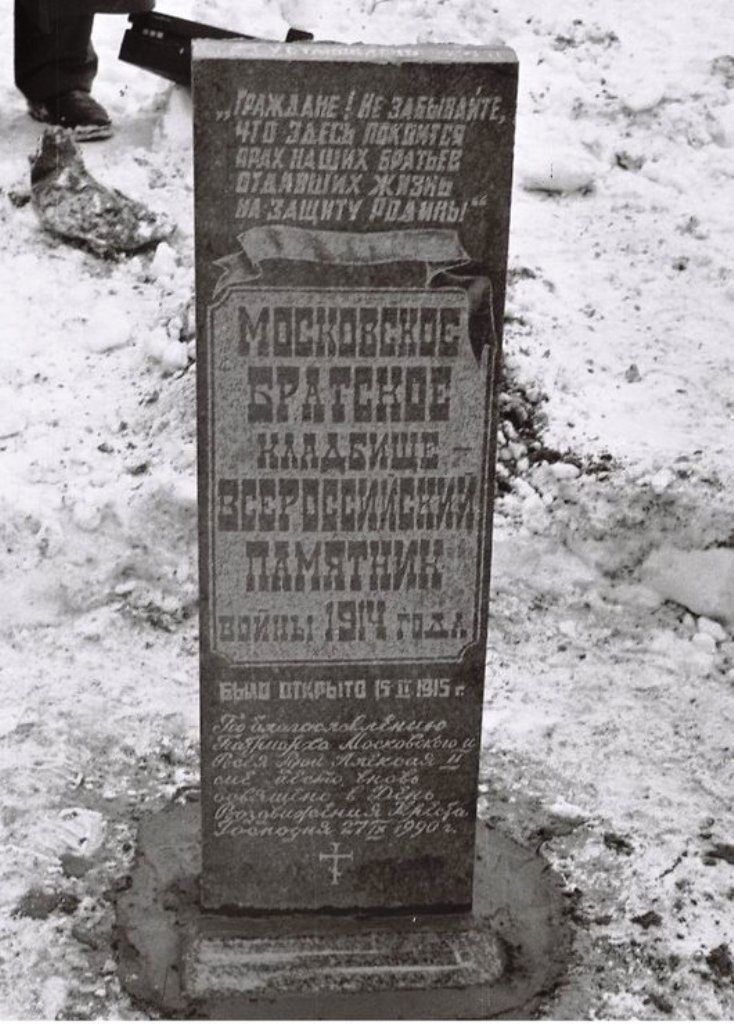 „Граждане! Не забывайте,
что здесь покоится
прах наших братьев
отдавших жизнь
на защиту Родины“
Московское
Братское
кладбище –
Всероссийский
памятник
войны 1914 года
было открыто 15 II 1915 г.
По благословлению
Патриарха Московского и
Всея Руси Алексия II
сие место вновь
освящено в День
Воздвижения Креста
Господня 27 IX 1990 г.